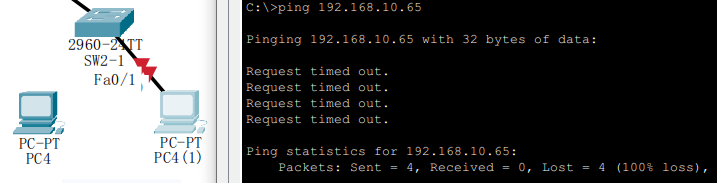 2960-24TT
SW2-1
Fa0/1
PC-PT
PC4
PC-PT
PC4(1)
C:\>ping 192.168.10.65
Pinging 192.168.10.65 with 32 bytes of data:
Request timed out.
Request timed out.
Request timed out.
Request timed out.
Ping statistics for 192.168.10.65:
Packets: Sent = 4, Received = 0, Lost = 4 (100% loss),